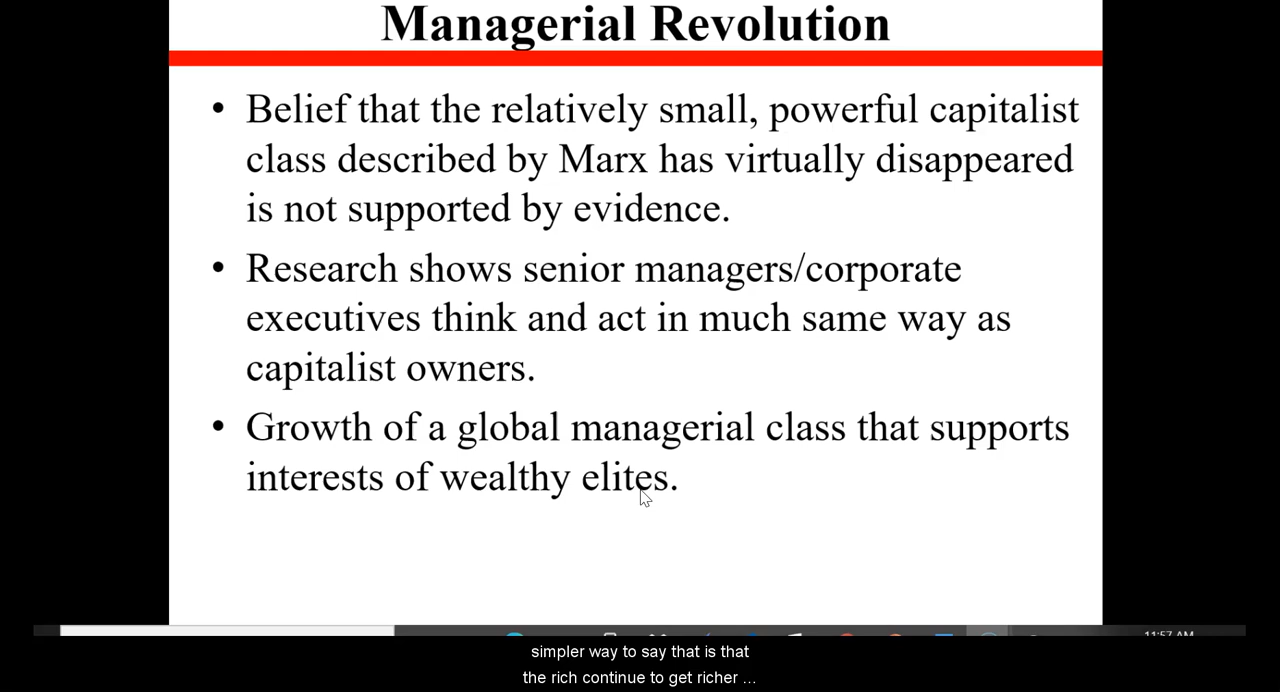 Managerial Revolution
• Belief that the relatively small, powerful capitalist
class described by Marx has virtually disappeared
is not supported by evidence.
• Research shows senior managers/corporate
executives think and act in much same way as
capitalist owners.
• Growth of a global managerial class that supports
interests of wealthy elites.
11:57 AM
simpler way to say that is that
the rich continue to get richer ...